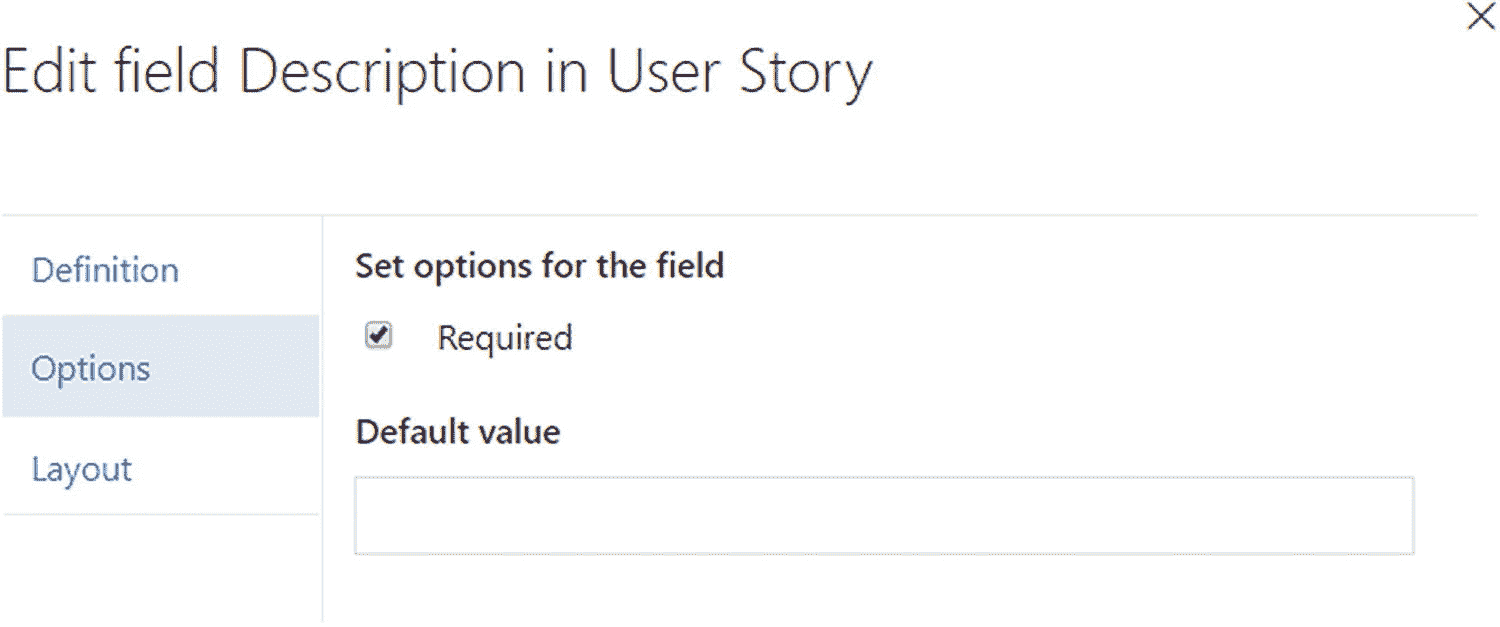 Edit field Description in User Story
Definition
Options
Layout
Set options for the field
Required
Default value